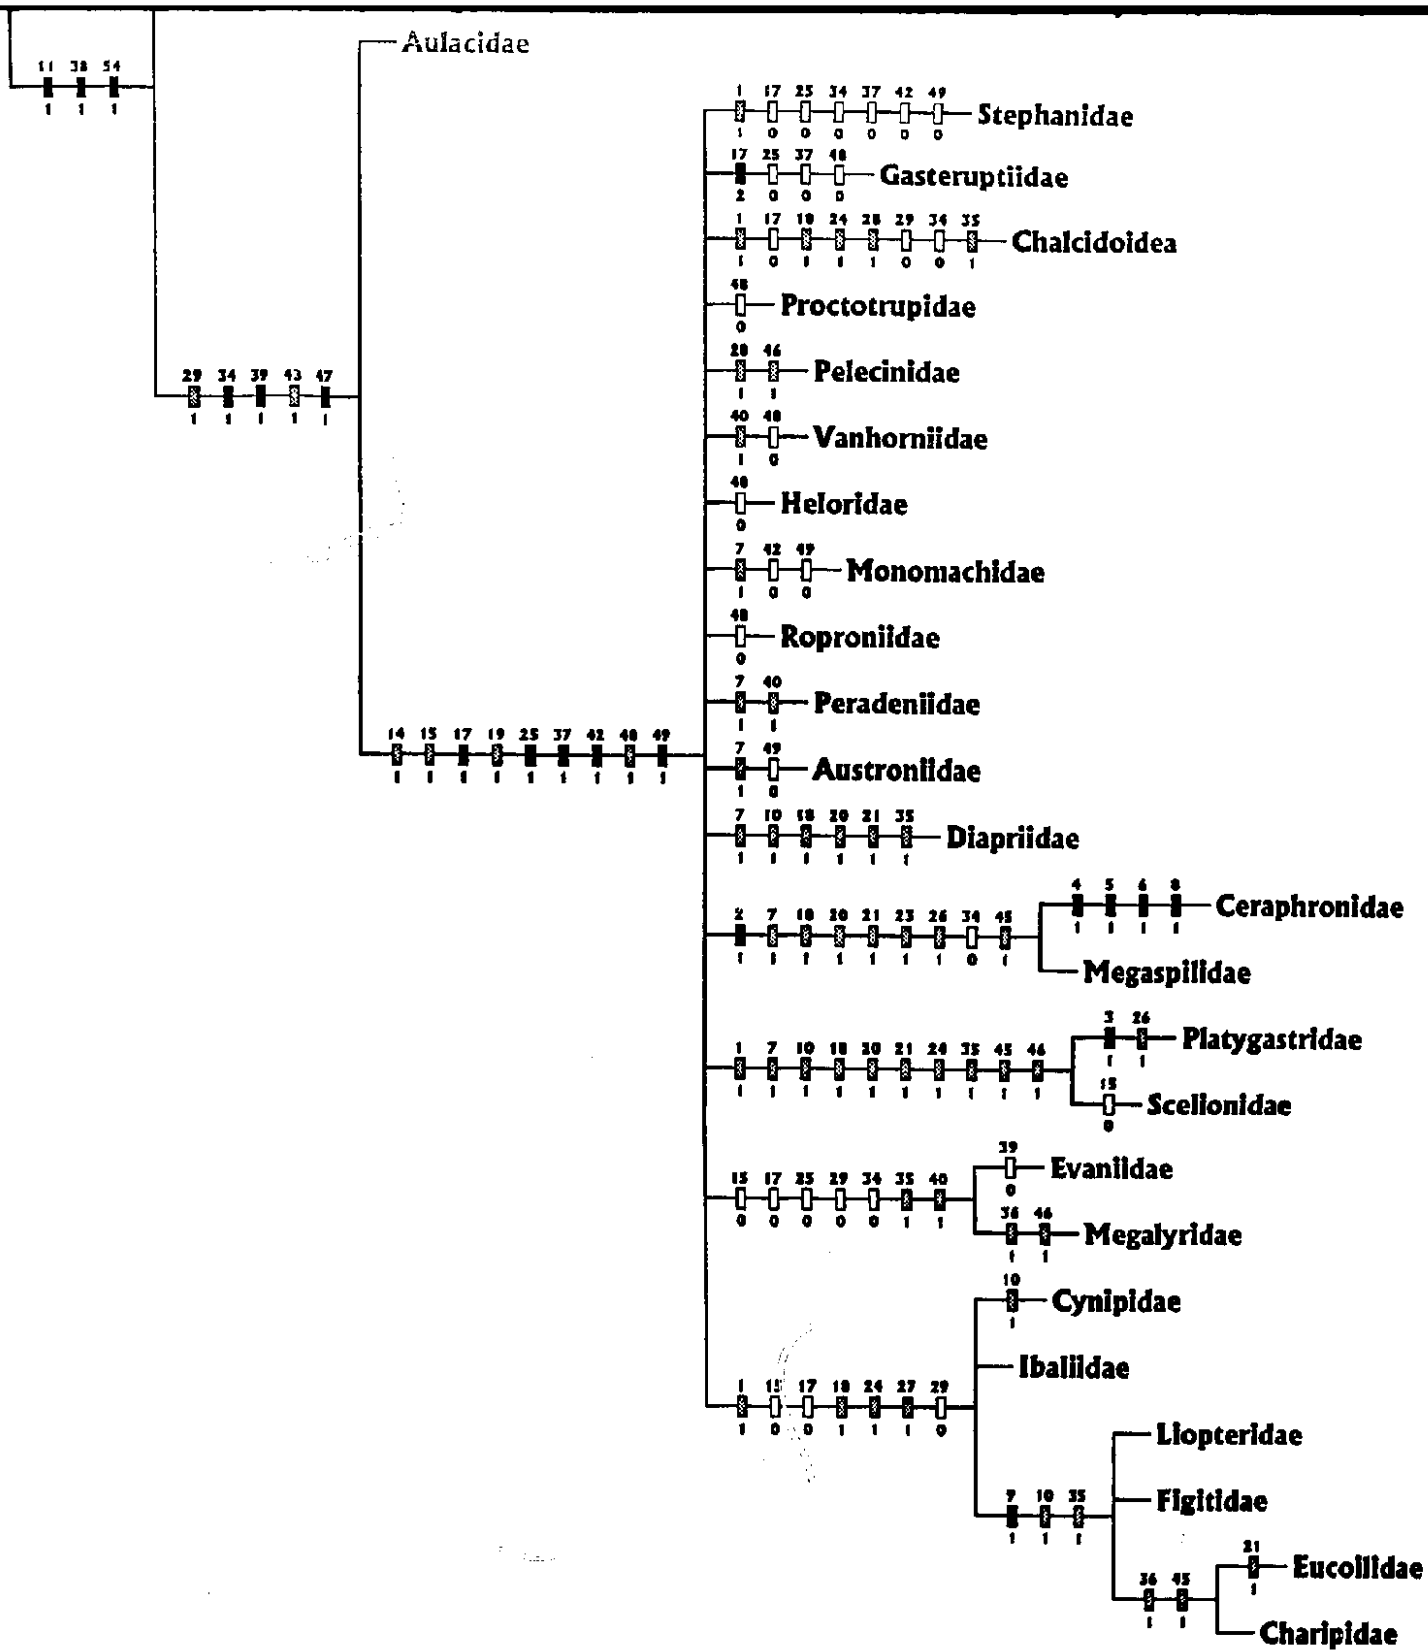 Aulacidae
11 38 54
1 1 1
1 17 25 34 37 42 49
Stephanidae
1 0 0 0 0 0 0
17 25 37 48
Gasteruptiidae
2 0 0 0
1 17 18 24 28 29 34 35
Chalcidoidea
1 0 1 1 1 0 0 1
48
Proctotrupidae
0
28 46
Pelecinidae
1 1
29 34 39 43 47
1 1 1 1 1
40 48
Vanhorniidae
1 0
48
Heloridae
0
7 42 49
Monomachidae
1 0 0
48
Roproniidae
0
7 40
Peradeniidae
1 1
14 15 17 19 25 37 42 48 49
1 1 1 1 1 1 1 1 1
7 49
Austroniidae
1 0
7 10 18 20 21 35
Diapriidae
1 1 1 1 1 1
4 5 6 8
Ceraphronidae
1 1 1 1
2 7 18 20 21 23 26 34 45
1 1 1 1 1 1 1 0 1
Megaspilidae
3 26
Platygastridae
1 1
1 7 10 18 20 21 24 35 45 46
1 1 1 1 1 1 1 1 1 1
15
Scelionidae
0
39
Evaniidae
0
15 17 25 29 34 35 40
0 0 0 0 0 1 1
36 46
Megalyridae
1 1
10
Cynipidae
1
Ibaliidae
1 15 17 18 24 27 29
1 0 0 1 1 1 0
Liopteridae
9 10 35
Figitidae
1 1 1
21
Eucoilidae
1
36 45
1 1
Charipidae